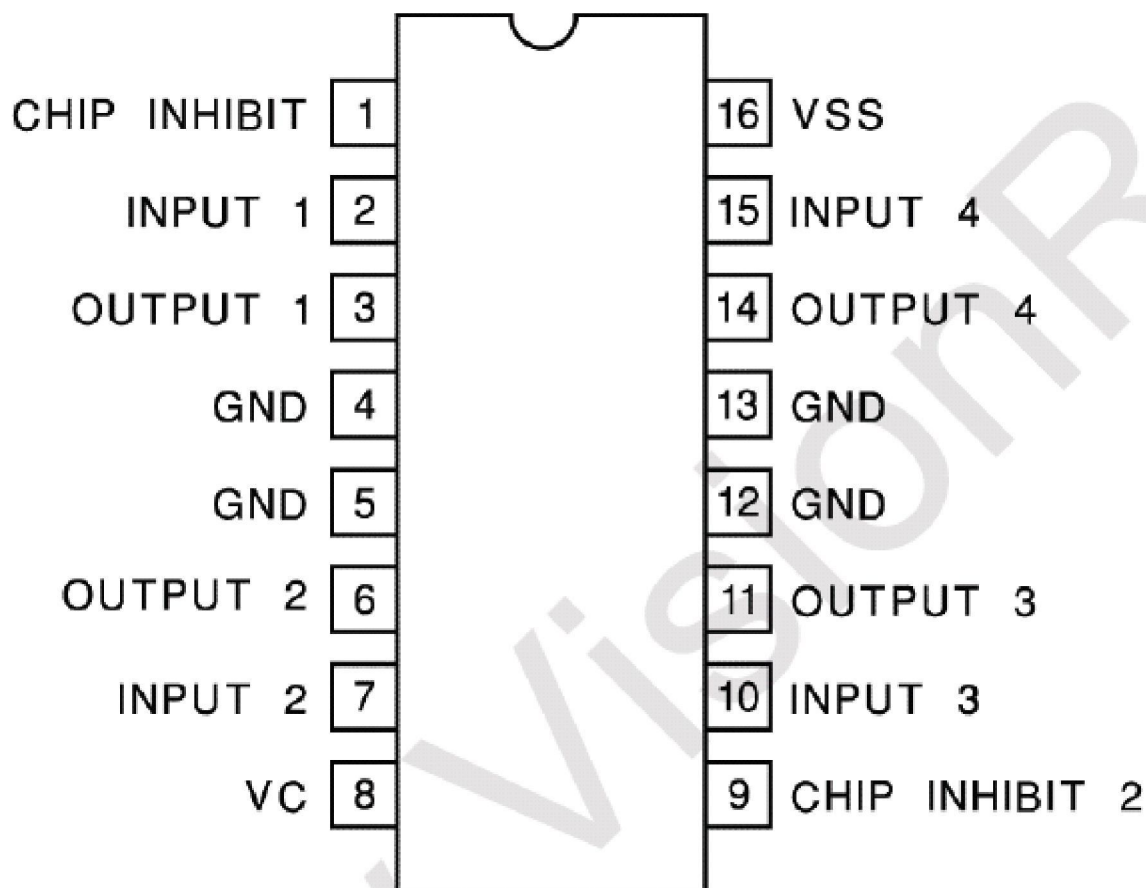 CHIP INHIBIT 1 16 VSS
INPUT 1 2 15 INPUT 4
OUTPUT 1 3 14 OUTPUT 4
GND 4 13 GND
GND 5 12 GND
OUTPUT 2 6 11 OUTPUT 3
INPUT 2 7 10 INPUT 3
VC 8 9 CHIP INHIBIT 2